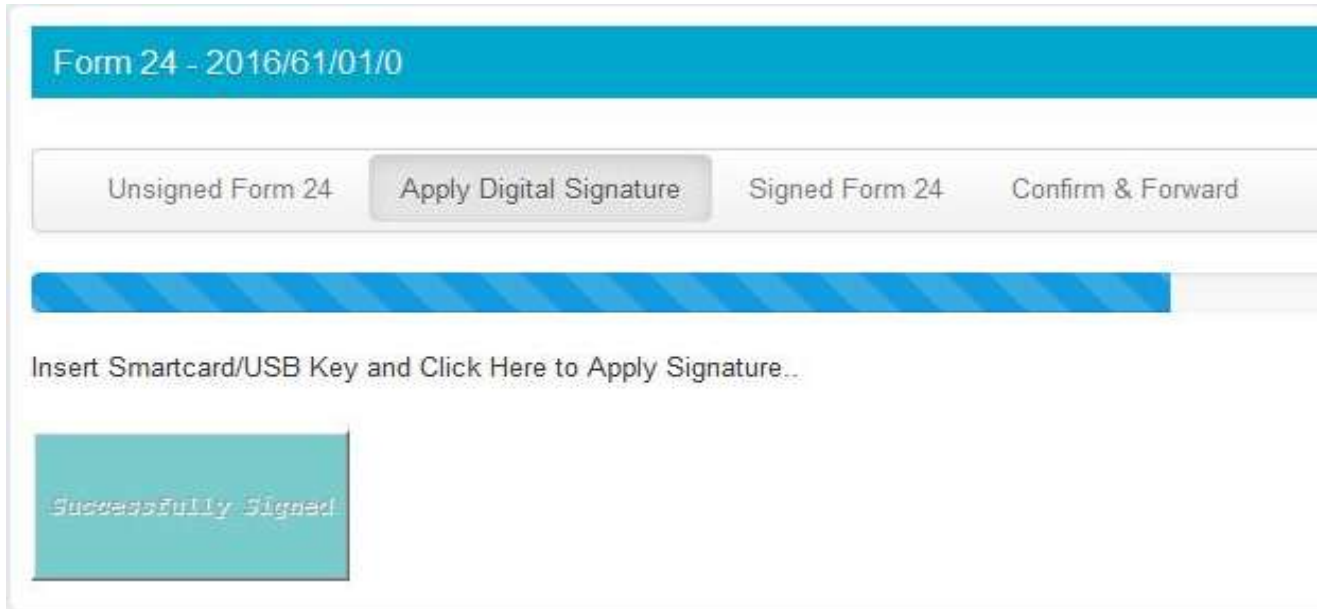 Form 24 - 2016/61/01/0
Unsigned Form 24 Apply Digital Signature Signed Form 24 Confirm & Forward
Insert Smartcard/USB Key and Click Here to Apply Signature..
Successfully Signed